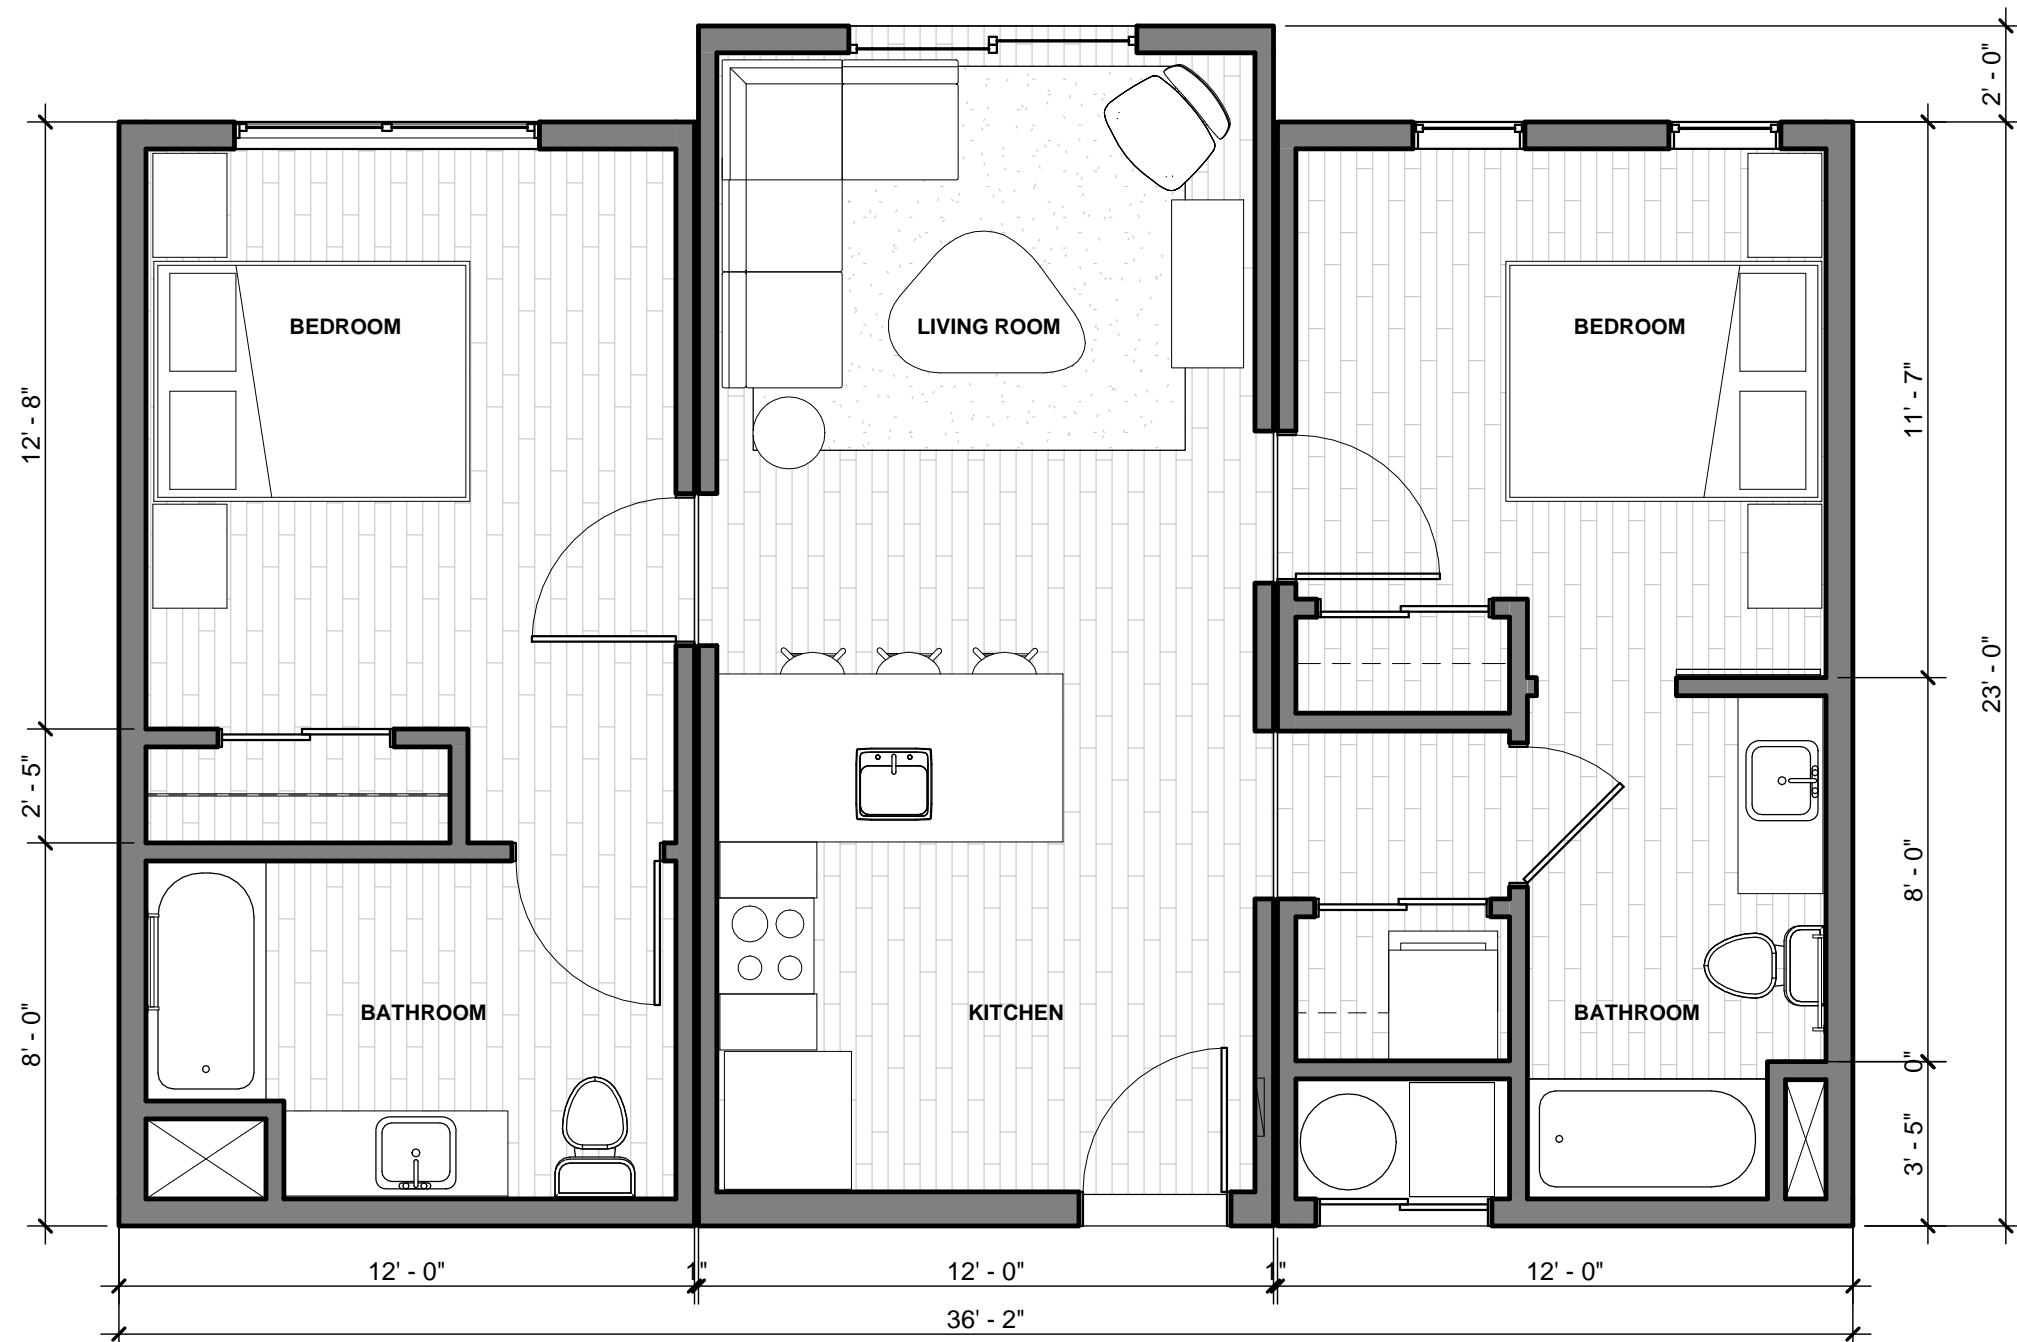 2' - 0"
BEDROOM
LIVING ROOM
BEDROOM
12' - 8"
11' - 7"
23' - 0"
2' - 5"
8' - 0"
BATHROOM
KITCHEN
BATHROOM
8' - 0"
0"
3' - 5"
12' - 0"
1"
12' - 0"
1"
12' - 0"
36' - 2"